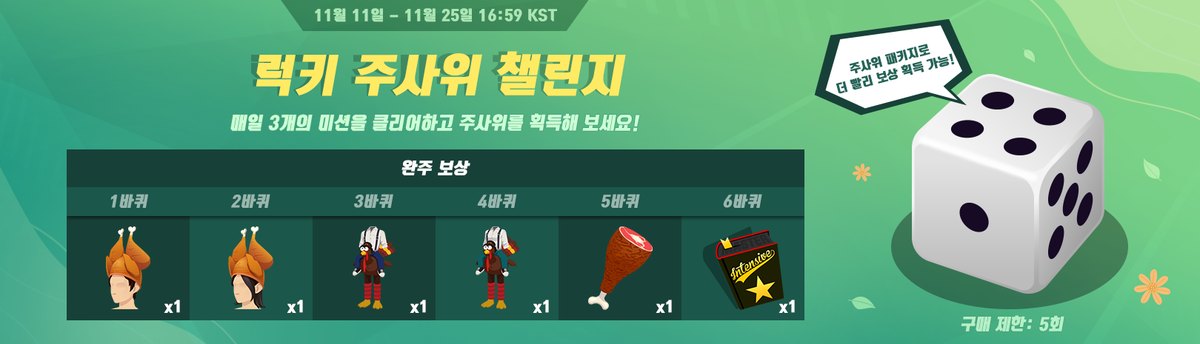 11월 11일 – 11월 25일 16:59 KST
럭키 주사위 챌린지
매일 3개의 미션을 클리어하고 주사위를 획득해 보세요!
완주 보상
1바퀴 2바퀴 3바퀴 4바퀴 5바퀴 6바퀴
Intensive
x1 x1 x1 x1 x1 x1
주사위 패키지로
더 빨리 보상 획득 가능!
구매 제한: 5회